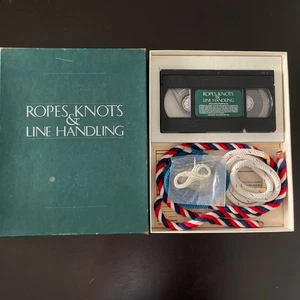 ROPES, KNOTS
&
LINE HANDLING
ROPES, KNOTS
&
LINE HANDLING